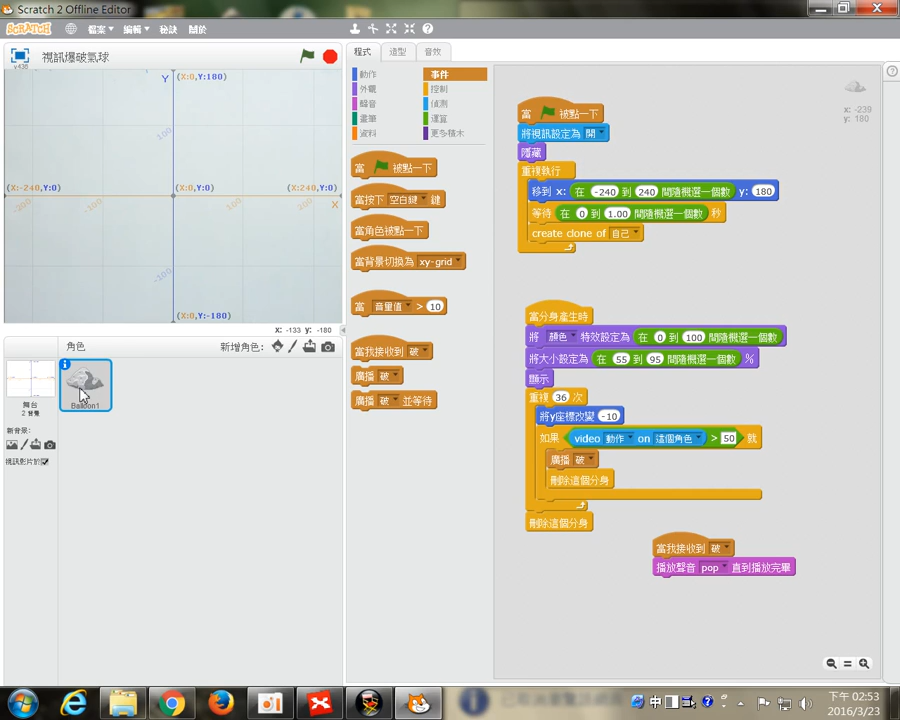 Scratch 2 Offline Editor
SCRATCH 檔案 編輯 秘訣 關於
v438
視訊爆破氣球
Y (X:0,Y:180)
100
(X:-240,Y:0) (X:0,Y:0) (X:240,Y:0)
-200 -100 100 200 X
-100
(X:0,Y:-180)
x: -133 y: -180
角色 新增角色:
舞台
2 背景
新背景:
視訊影片於
Balloon1
程式 造型 音效
動作 事件
外觀 控制
聲音 偵測
畫筆 運算
資料 更多積木
當 被點一下
當按下 空白鍵 鍵
當角色被點一下
當背景切換為 xy-grid
當 音量值 > 10
當我接收到 破
廣播 破
廣播 破 並等待
x: -239
y: 180
當 被點一下
將視訊設定為 開
隱藏
重複執行
移到 x: 在 -240 到 240 間隨機選一個數 y: 180
等待 在 0 到 1.00 間隨機選一個數 秒
create clone of 自己
當分身產生時
將 顏色 特效設定為 在 0 到 100 間隨機選一個數
將大小設定為 在 55 到 95 間隨機選一個數 %
顯示
重複 36 次
將y座標改變 -10
如果 video 動作 on 這個角色 > 50 就
廣播 破
刪除這個分身
刪除這個分身
當我接收到 破
播放聲音 pop 直到播放完畢
中
下午 02:53
2016/3/23